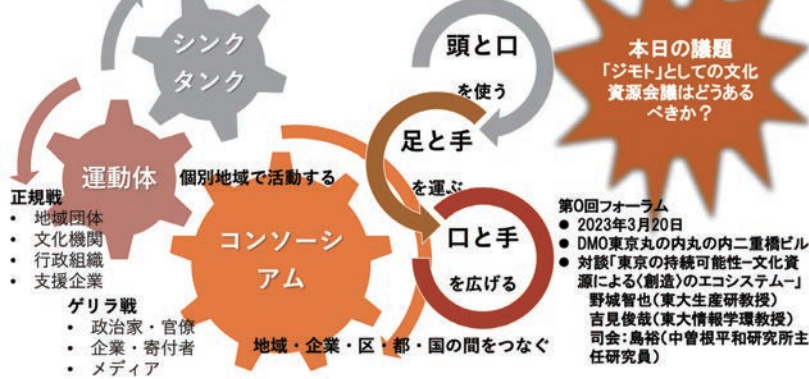 シンク
タンク
運動体
個別地域で活動する
コンソーシ
アム
正規戦
• 地域団体
• 文化機関
• 行政組織
• 支援企業
ゲリラ戦
• 政治家・官僚
• 企業・寄付者
• メディア
地域・企業・区・都・国の間をつなぐ
頭と口
を使う
足と手
を運ぶ
口と手
を広げる
本日の議題
「ジモト」としての文化
資源会議はどうある
べきか？
第0回フォーラム
● 2023年3月20日
● DMO東京丸の内丸の内二重橋ビル
● 対談「東京の持続可能性−文化資
源による〈創造〉のエコシステム−」
野城智也(東大生産研教授)
吉見俊哉(東大情報学環教授)
司会：島裕(中曽根平和研究所主
任研究員)